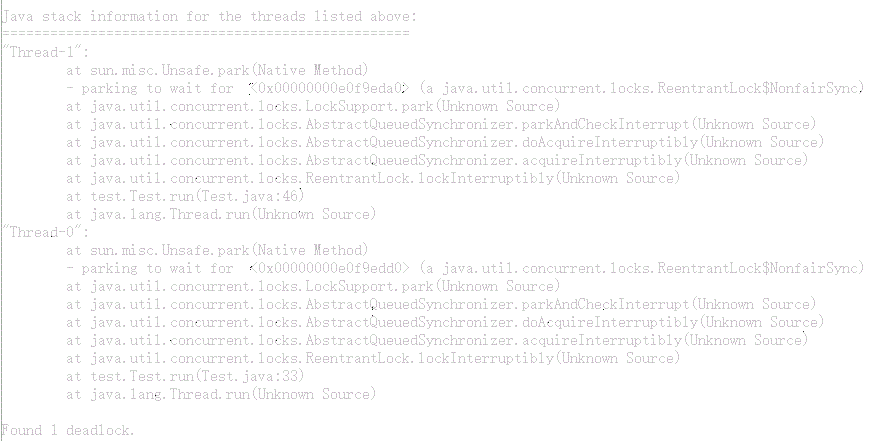 Java stack information for the threads listed above:
===================================================
"Thread-1":
at sun.misc.Unsafe.park(Native Method)
- parking to wait for <0x00000000e0f9eda0> (a java.util.concurrent.locks.ReentrantLock$NonfairSync)
at java.util.concurrent.locks.LockSupport.park(Unknown Source)
at java.util.concurrent.locks.AbstractQueuedSynchronizer.parkAndCheckInterrupt(Unknown Source)
at java.util.concurrent.locks.AbstractQueuedSynchronizer.doAcquireInterruptibly(Unknown Source)
at java.util.concurrent.locks.AbstractQueuedSynchronizer.acquireInterruptibly(Unknown Source)
at java.util.concurrent.locks.ReentrantLock.lockInterruptibly(Unknown Source)
at test.Test.run(Test.java:46)
at java.lang.Thread.run(Unknown Source)
"Thread-0":
at sun.misc.Unsafe.park(Native Method)
- parking to wait for <0x00000000e0f9edd0> (a java.util.concurrent.locks.ReentrantLock$NonfairSync)
at java.util.concurrent.locks.LockSupport.park(Unknown Source)
at java.util.concurrent.locks.AbstractQueuedSynchronizer.parkAndCheckInterrupt(Unknown Source)
at java.util.concurrent.locks.AbstractQueuedSynchronizer.doAcquireInterruptibly(Unknown Source)
at java.util.concurrent.locks.AbstractQueuedSynchronizer.acquireInterruptibly(Unknown Source)
at java.util.concurrent.locks.ReentrantLock.lockInterruptibly(Unknown Source)
at test.Test.run(Test.java:33)
at java.lang.Thread.run(Unknown Source)
Found 1 deadlock.